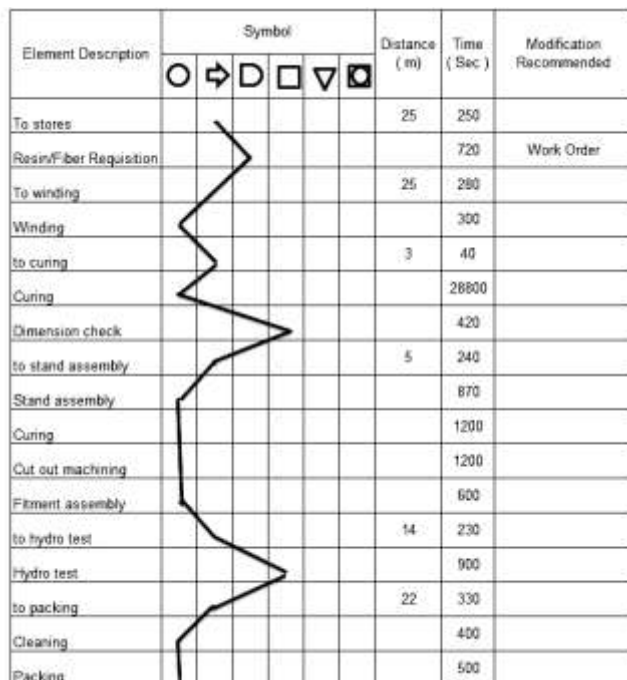 Element Description Symbol Distance ( m) Time ( Sec ) Modification Recommended
To stores 25 250
Resin/Fiber Requisition 720 Work Order
To winding 25 280
Winding 300
to curing 3 40
Curing 28800
Dimension check 420
to stand assembly 5 240
Stand assembly 870
Curing 1200
Cut out machining 1200
Fitment assembly 600
to hydro test 14 230
Hydro test 900
to packing 22 330
Cleaning 400
Packing 500